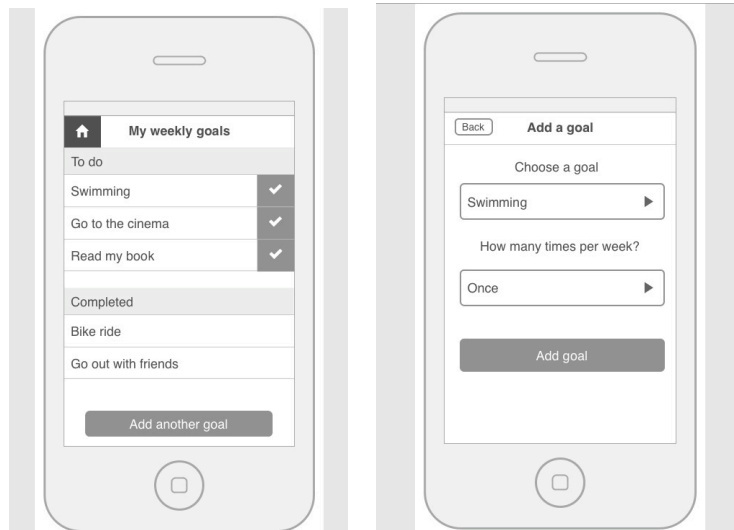 My weekly goals
To do
Swimming
Go to the cinema
Read my book
Completed
Bike ride
Go out with friends
Add another goal
Back
Add a goal
Choose a goal
Swimming
How many times per week?
Once
Add goal